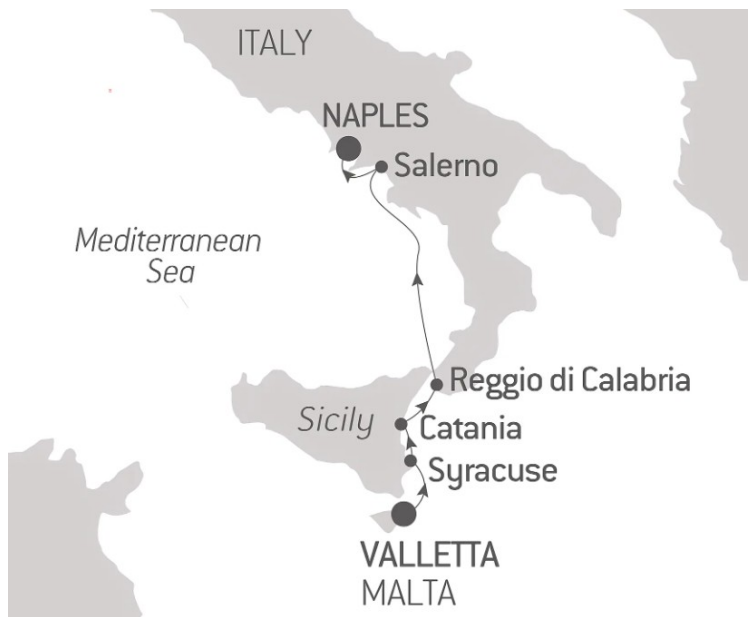 ITALY
NAPLES
Salerno
Mediterranean
Sea
Reggio di Calabria
Sicily
Catania
Syracuse
VALLETTA
MALTA